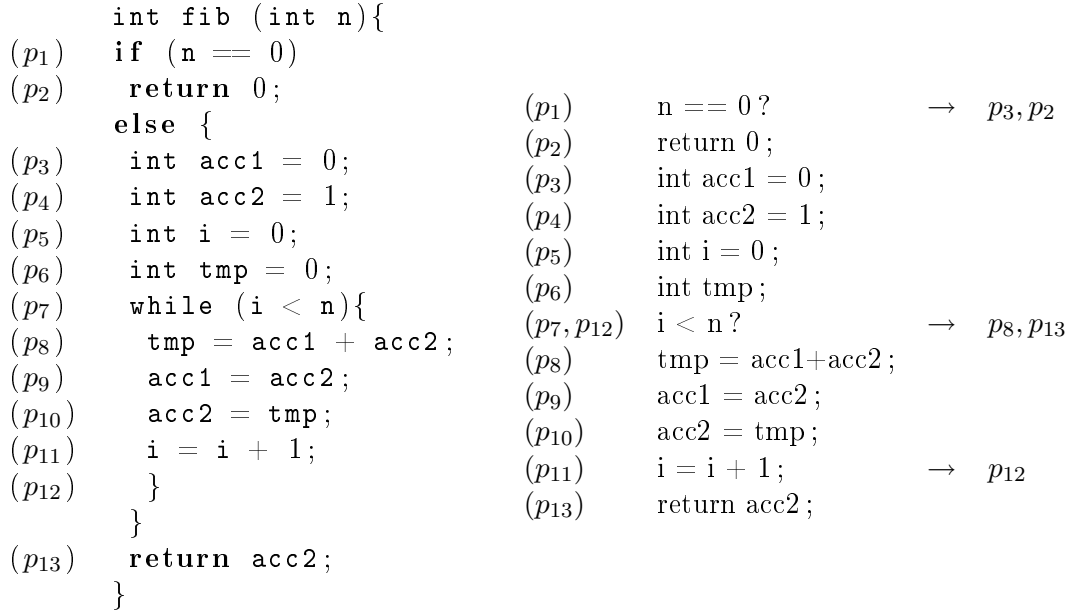 int fib (int n){
(p₁) if (n == 0)
(p₂) return 0;
else {
(p₃) int acc1 = 0;
(p₄) int acc2 = 1;
(p₅) int i = 0;
(p₆) int tmp = 0;
(p₇) while (i < n){
(p₈) tmp = acc1 + acc2;
(p₉) acc1 = acc2;
(p₁₀) acc2 = tmp;
(p₁₁) i = i + 1;
(p₁₂) }
}
(p₁₃) return acc2;
}
(p₁) n == 0? → p₃, p₂
(p₂) return 0;
(p₃) int acc1 = 0;
(p₄) int acc2 = 1;
(p₅) int i = 0;
(p₆) int tmp;
(p₇, p₁₂) i < n? → p₈, p₁₃
(p₈) tmp = acc1+acc2;
(p₉) acc1 = acc2;
(p₁₀) acc2 = tmp;
(p₁₁) i = i + 1; → p₁₂
(p₁₃) return acc2;